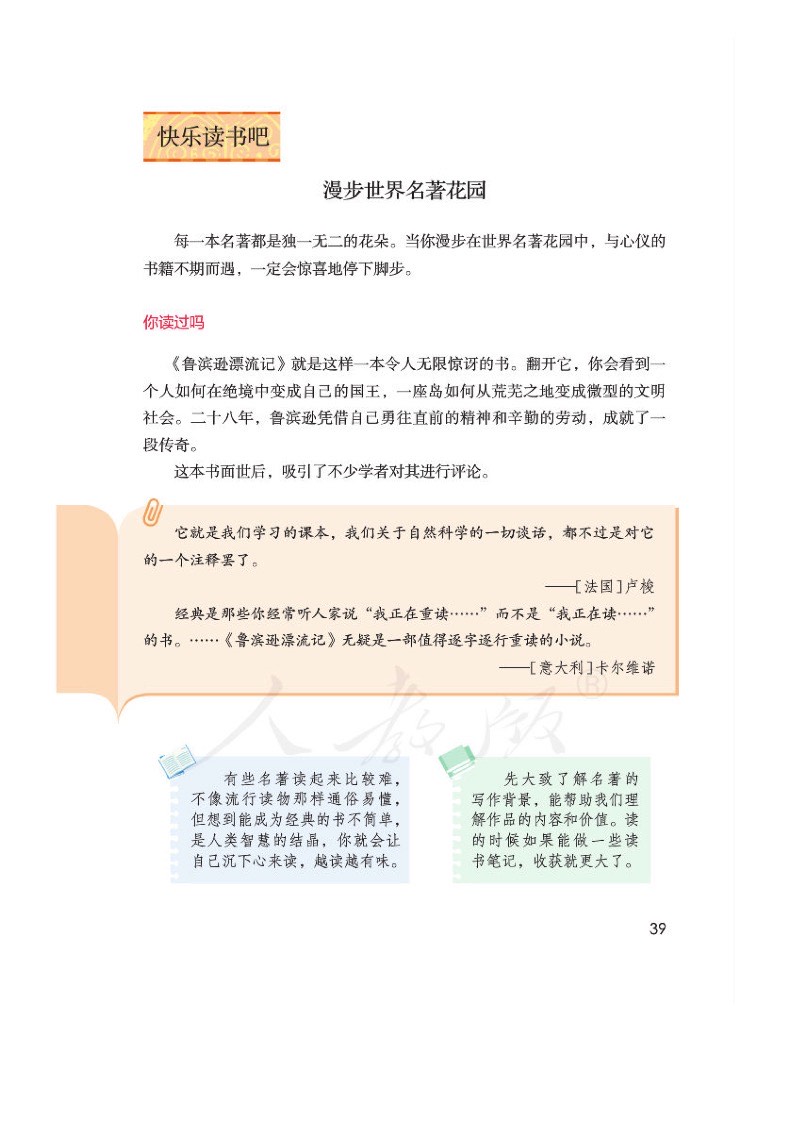 快乐读书吧
漫步世界名著花园
每一本名著都是独一无二的花朵。当你漫步在世界名著花园中，与心仪的
书籍不期而遇，一定会惊喜地停下脚步。
你读过吗
《鲁滨逊漂流记》就是这样一本令人无限惊讶的书。翻开它，你会看到一
个人如何在绝境中变成自己的国王，一座岛如何从荒芜之地变成微型的文明
社会。二十八年，鲁滨逊凭借自己勇往直前的精神和辛勤的劳动，成就了一
段传奇。
这本书面世后，吸引了不少学者对其进行评论。
它就是我们学习的课本，我们关于自然科学的一切谈话，都不过是对它
的一个注释罢了。
——[法国]卢梭
经典是那些你经常听人家说“我正在重读……”而不是“我正在读……”
的书。……《鲁滨逊漂流记》无疑是一部值得逐字逐行重读的小说。
——[意大利]卡尔维诺
人教版®
有些名著读起来比较难，
不像流行读物那样通俗易懂，
但想到能成为经典的书不简单，
是人类智慧的结晶，你就会让
自己沉下心来读，越读越有味。
先大致了解名著的
写作背景，能帮助我们理
解作品的内容和价值。读
的时候如果能做一些读
书笔记，收获就更大了。
39